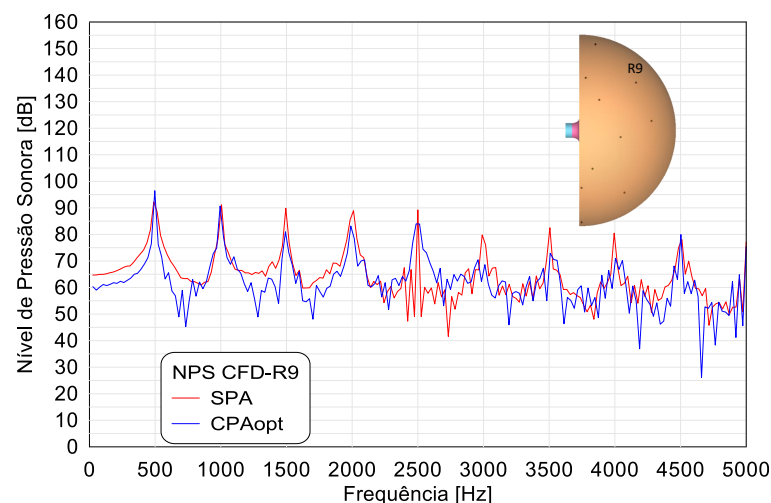 Nível de Pressão Sonora [dB]
160
150
140
130
120
110
100
90
80
70
60
50
40
30
20
10
0
R9
NPS CFD-R9
SPA
CPAopt
0 500 1000 1500 2000 2500 3000 3500 4000 4500 5000
Frequência [Hz]